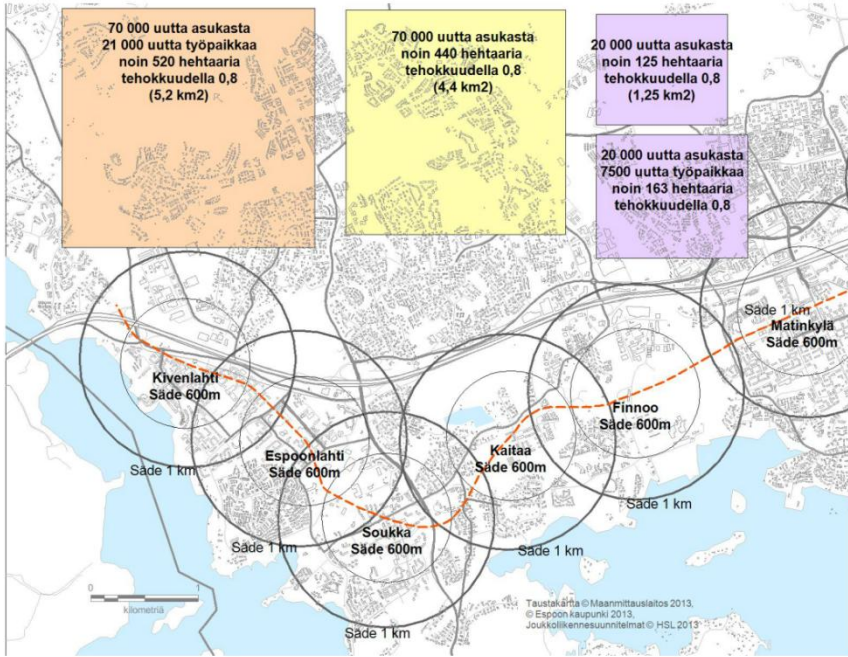 70 000 uutta asukasta
21 000 uutta työpaikkaa
noin 520 hehtaaria
tehokkuudella 0,8
(5,2 km2)
70 000 uutta asukasta
noin 440 hehtaaria
tehokkuudella 0,8
(4,4 km2)
20 000 uutta asukasta
noin 125 hehtaaria
tehokkuudella 0,8
(1,25 km2)
20 000 uutta asukasta
7500 uutta työpaikkaa
noin 163 hehtaaria
tehokkuudella 0,8
Säde 1 km
Matinkylä
Säde 600m
Kivenlahti
Säde 600m
Finnoo
Säde 600m
Espoonlahti
Säde 600m
Kaitaa
Säde 600m
Säde 1 km
Säde 1 km
Soukka
Säde 600m
Säde 1 km
Säde 1 km
Säde 1 km
0 1
kilometriä
Taustakartta © Maanmittauslaitos 2013,
© Espoon kaupunki 2013,
Joukkoliikennesuunnitelmat © HSL 2013